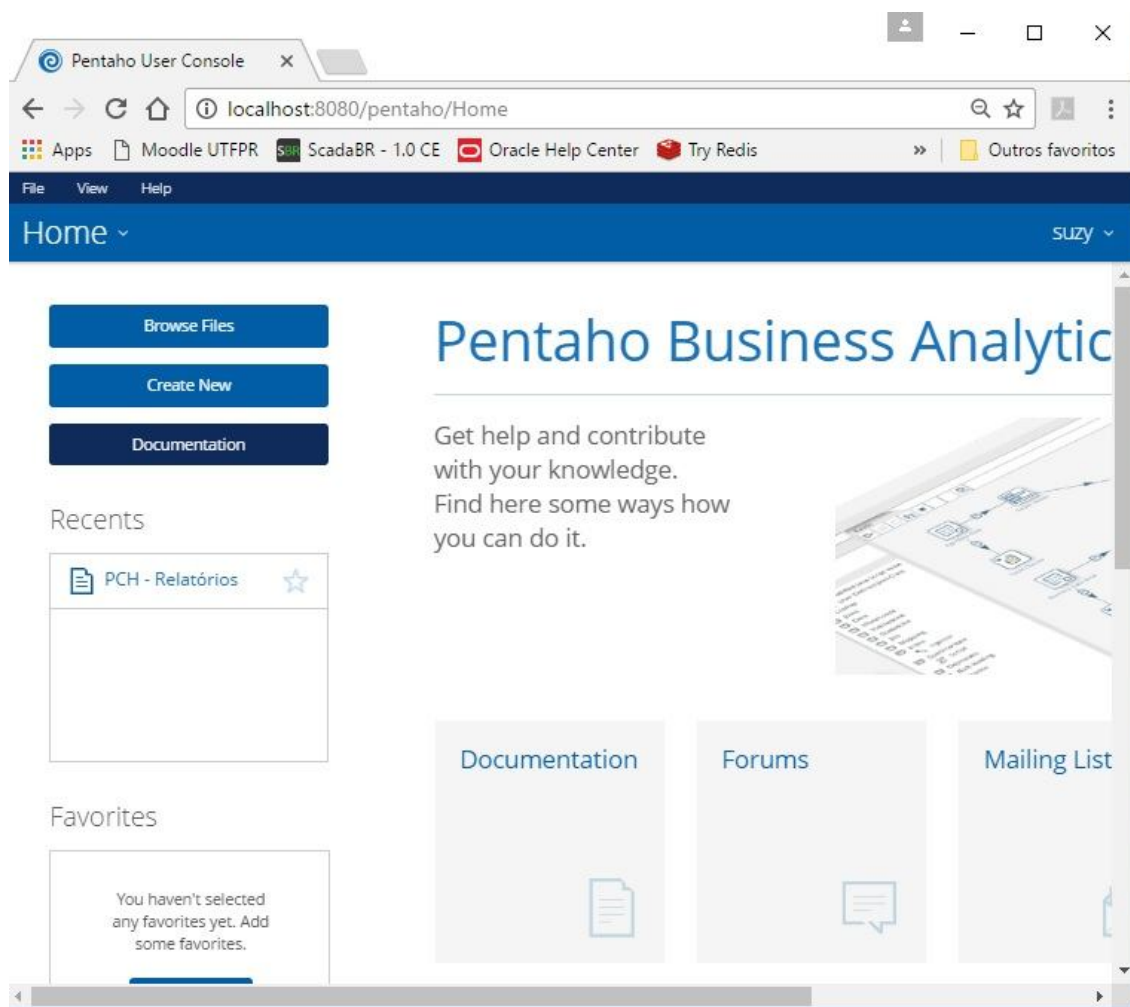 Pentaho User Console
localhost:8080/pentaho/Home
Apps Moodle UTFPR SBR ScadaBR - 1.0 CE Oracle Help Center Try Redis » Outros favoritos
File View Help
Home suzy
Browse Files
Create New
Documentation
Recents
PCH - Relatórios
Favorites
You haven't selected
any favorites yet. Add
some favorites.
Pentaho Business Analytic
Get help and contribute
with your knowledge.
Find here some ways how
you can do it.
Documentation Forums Mailing List